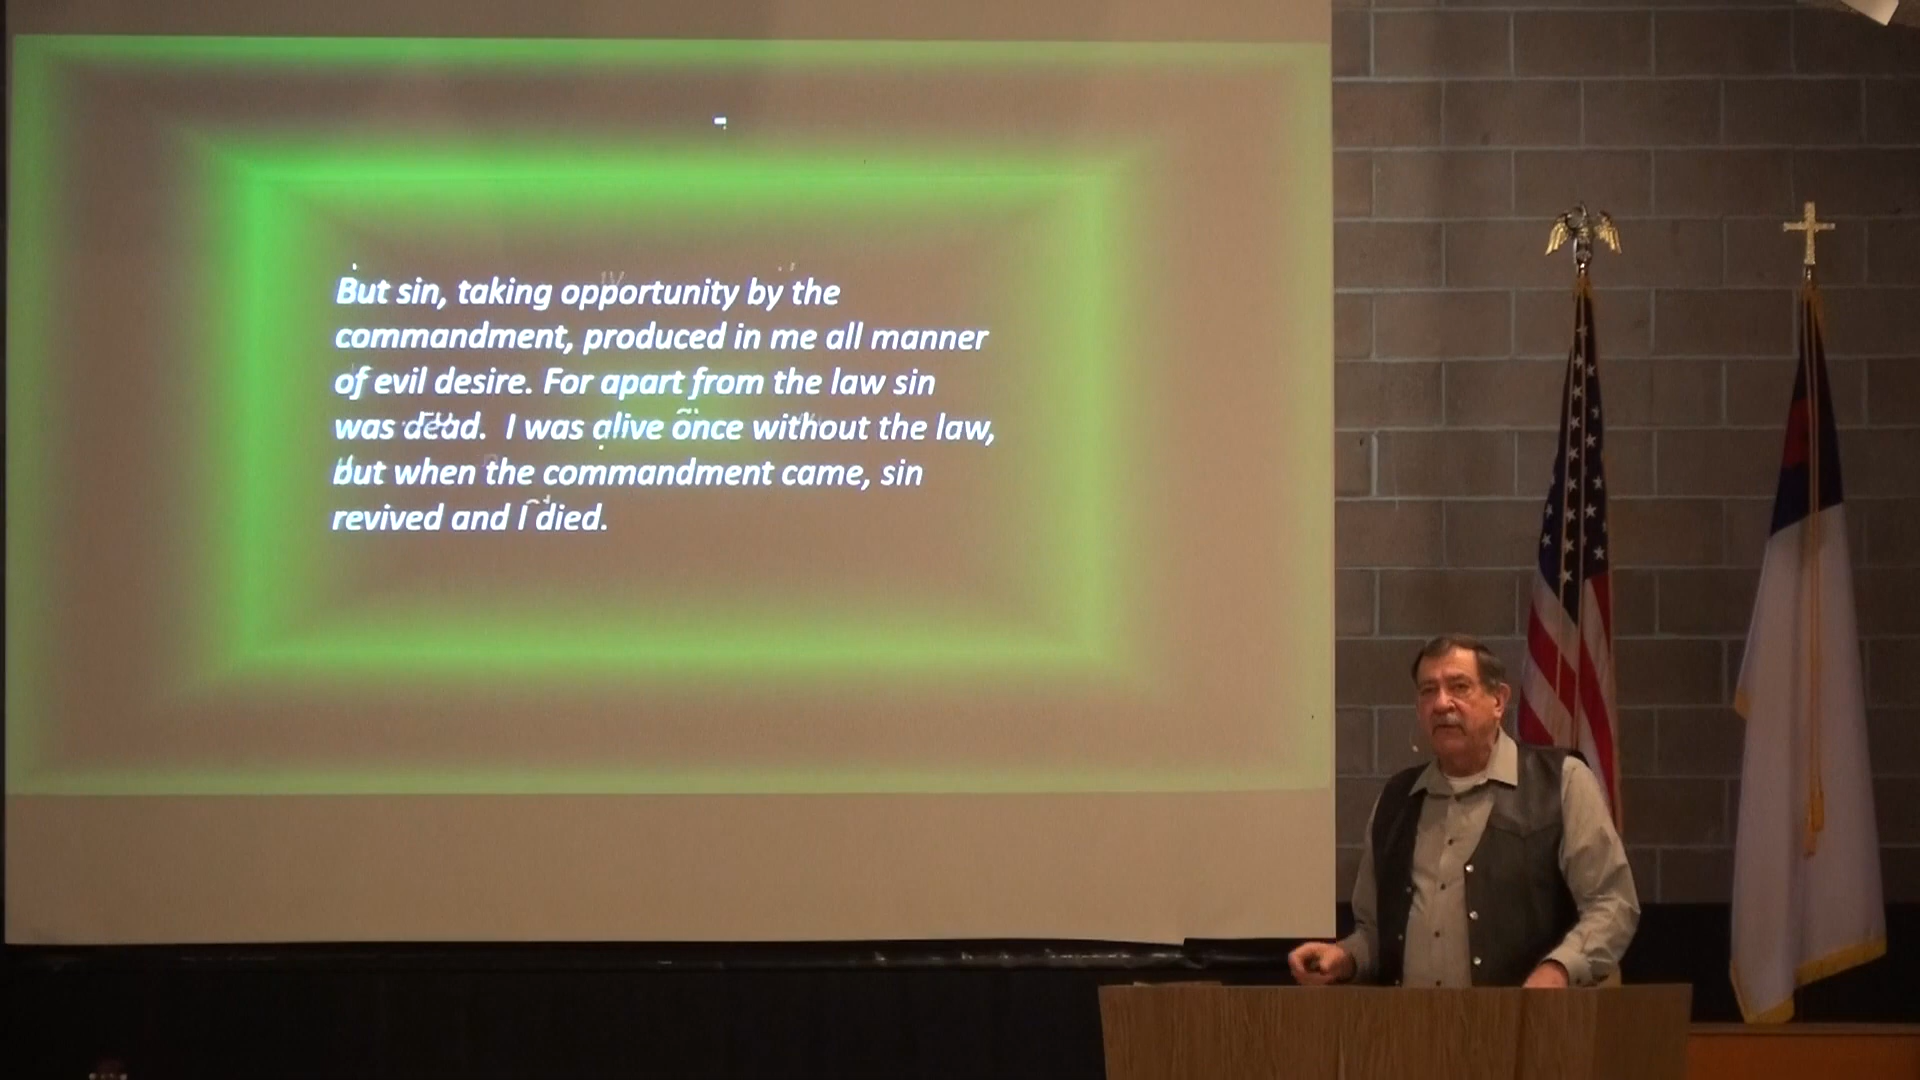 But sin, taking opportunity by the
commandment, produced in me all manner
of evil desire. For apart from the law sin
was dead.  I was alive once without the law,
but when the commandment came, sin
revived and I died.